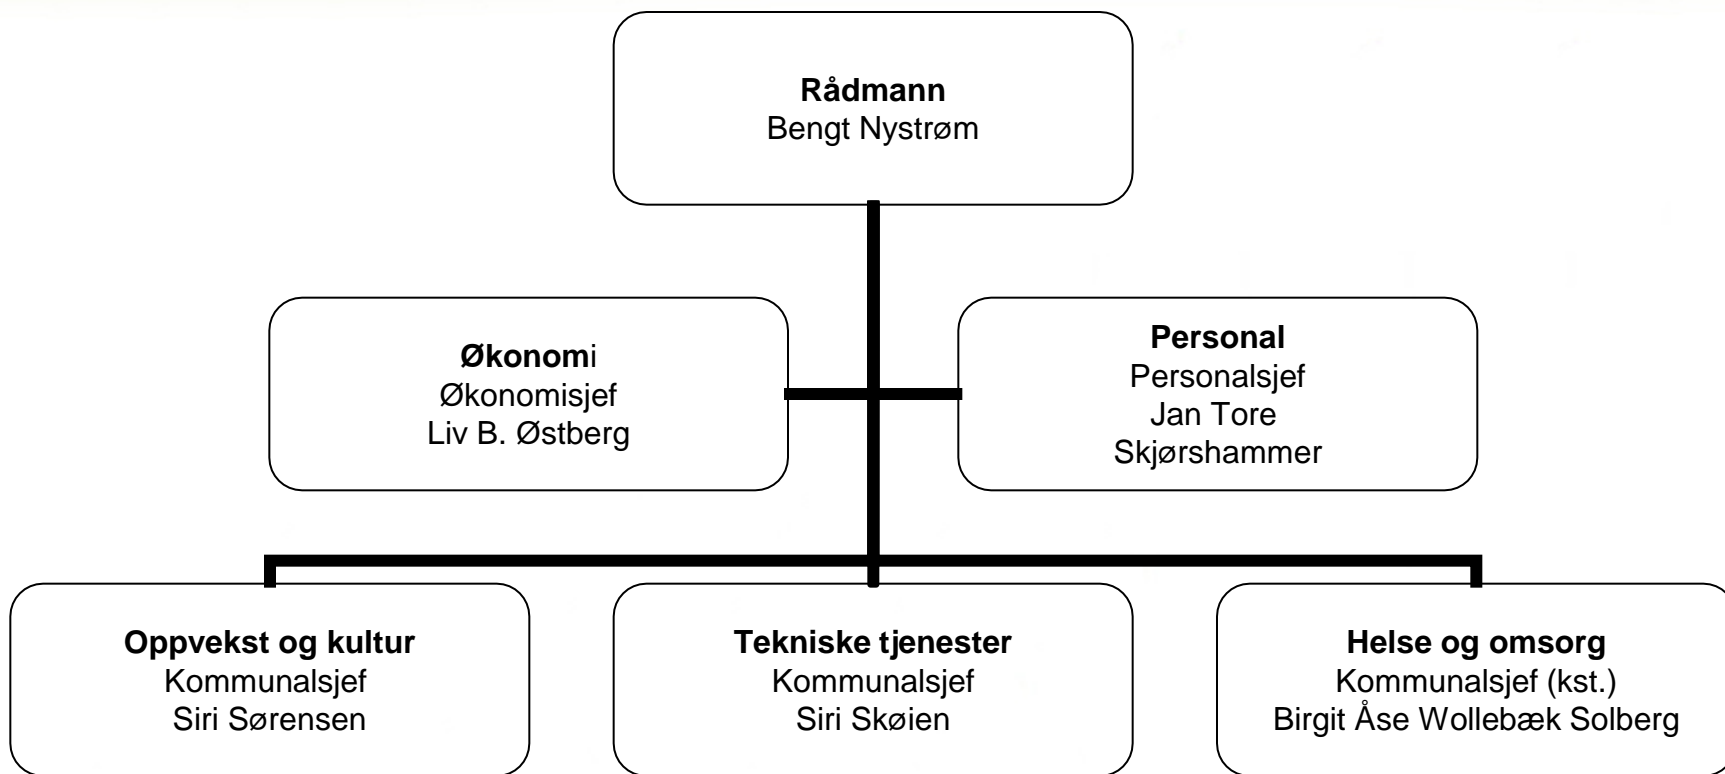 Rådmann
Bengt Nystrøm
Økonomi
Økonomisjef
Liv B. Østberg
Personal
Personalsjef
Jan Tore
Skjørshammer
Oppvekst og kultur
Kommunalsjef
Siri Sørensen
Tekniske tjenester
Kommunalsjef
Siri Skøien
Helse og omsorg
Kommunalsjef (kst.)
Birgit Åse Wollebæk Solberg